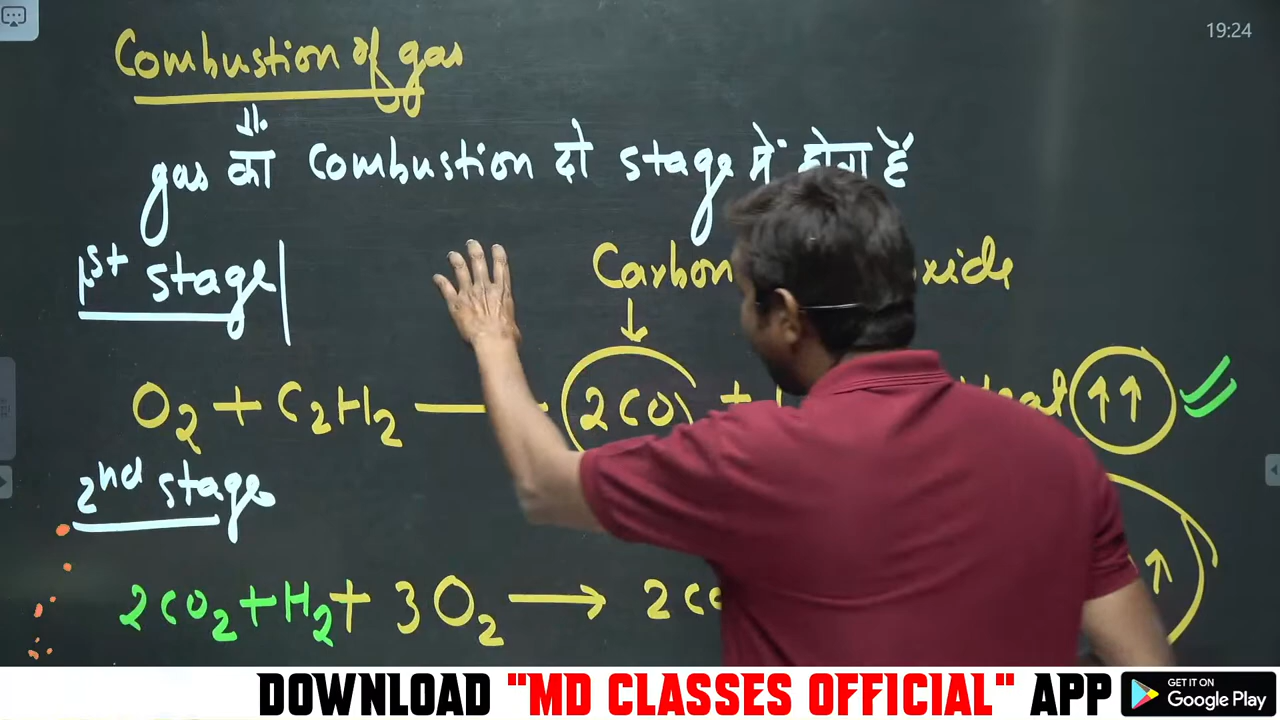 19:24
Combustion of gas
gas का combustion दो stage में होता है
1st stage
Carbon
O₂ + C₂H₂ — 2CO +
2nd stage
2CO₂ + H₂ + 3O₂ → 2
DOWNLOAD "MD CLASSES OFFICIAL" APP
GET IT ON
Google Play